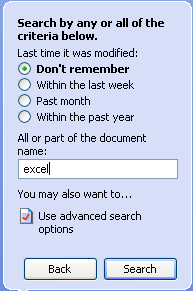 Search by any or all of the
criteria below.
Last time it was modified:
Don't remember
Within the last week
Past month
Within the past year
All or part of the document
name:
excel
You may also want to...
Use advanced search
options
Back
Search